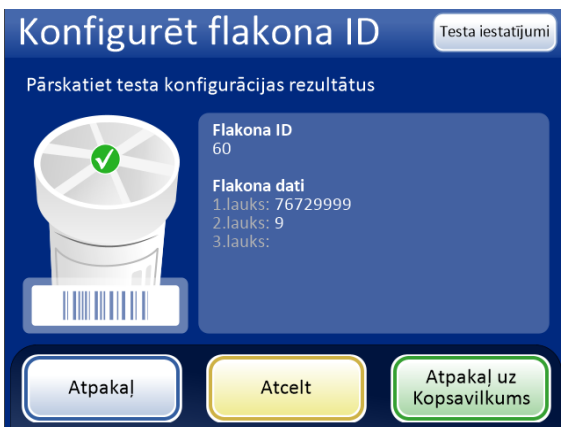 Konfigurēt flakona ID
Testa iestatījumi
Pārskatiet testa konfigurācijas rezultātus
Flakona ID
60
Flakona dati
1.lauks: 76729999
2.lauks: 9
3.lauks:
Atpakaļ
Atcelt
Atpakaļ uz
Kopsavilkums